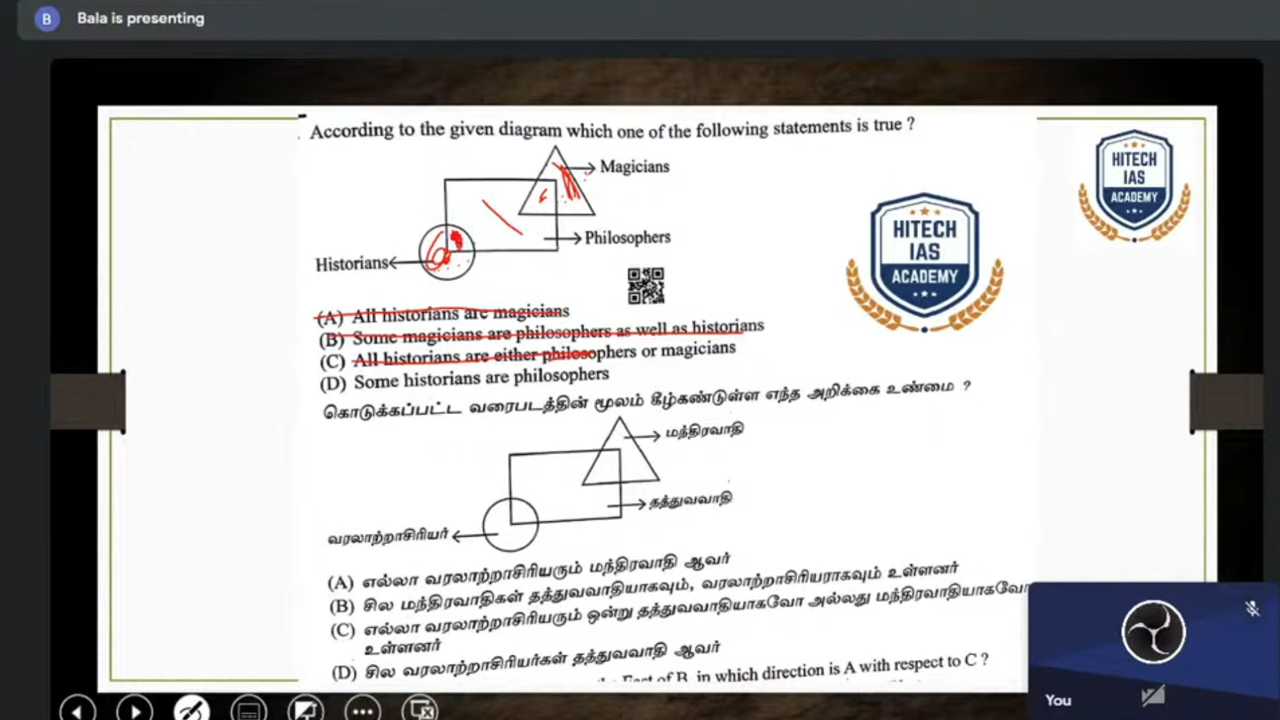 B Bala is presenting
According to the given diagram which one of the following statements is true ?
Magicians
Philosophers
Historians
HITECH
IAS
ACADEMY
HITECH
IAS
ACADEMY
(A) All historians are magicians
(B) Some magicians are philosophers as well as historians
(C) All historians are either philosophers or magicians
(D) Some historians are philosophers
கொடுக்கப்பட்ட வரைபடத்தின் மூலம் கீழ்கண்டுள்ள எந்த அறிக்கை உண்மை ?
மந்திரவாதி
தத்துவவாதி
வரலாற்றாசிரியர்
(A) எல்லா வரலாற்றாசிரியரும் மந்திரவாதி ஆவர்
(B) சில மந்திரவாதிகள் தத்துவவாதியாகவும், வரலாற்றாசிரியராகவும் உள்ளனர்
(C) எல்லா வரலாற்றாசிரியரும் ஒன்று தத்துவவாதியாகவோ அல்லது மந்திரவாதியாகவோ
உள்ளனர்
(D) சில வரலாற்றாசிரியர்கள் தத்துவவாதி ஆவர்
East of B, in which direction is A with respect to C ?
You